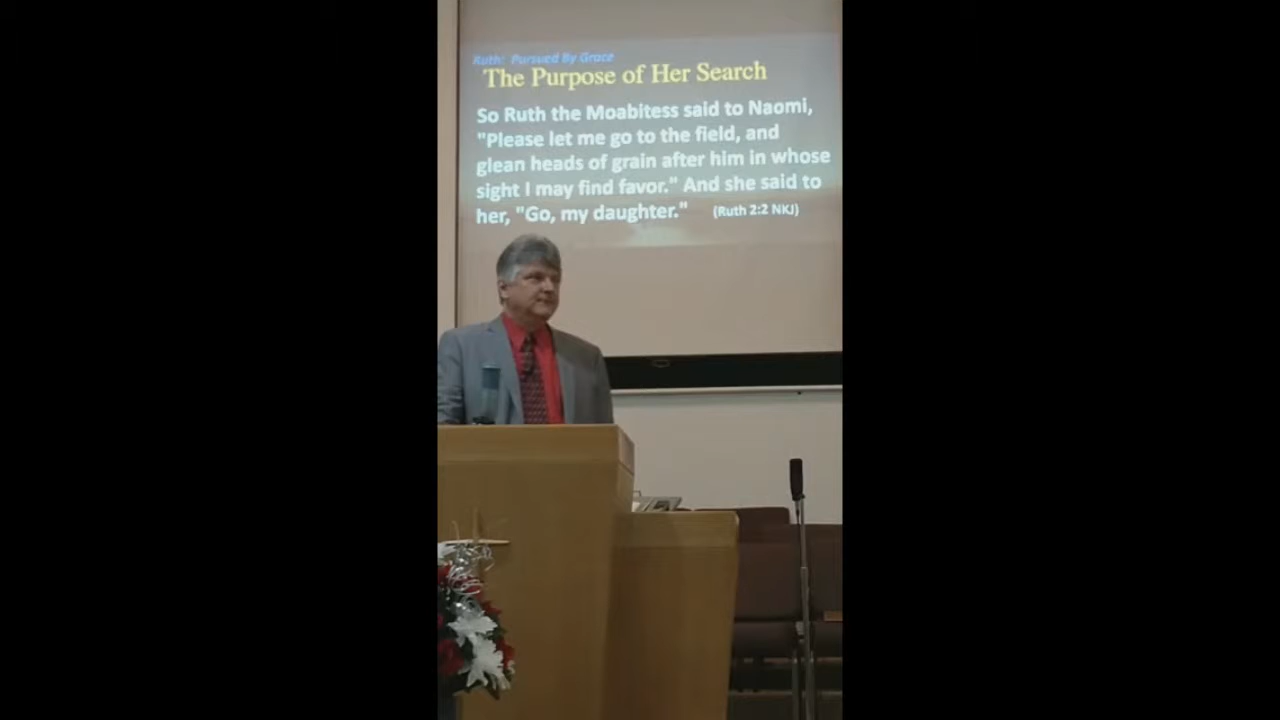 Ruth: Pursued By Grace
The Purpose of Her Search
So Ruth the Moabitess said to Naomi,
"Please let me go to the field, and
glean heads of grain after him in whose
sight I may find favor." And she said to
her, "Go, my daughter." (Ruth 2:2 NKJ)